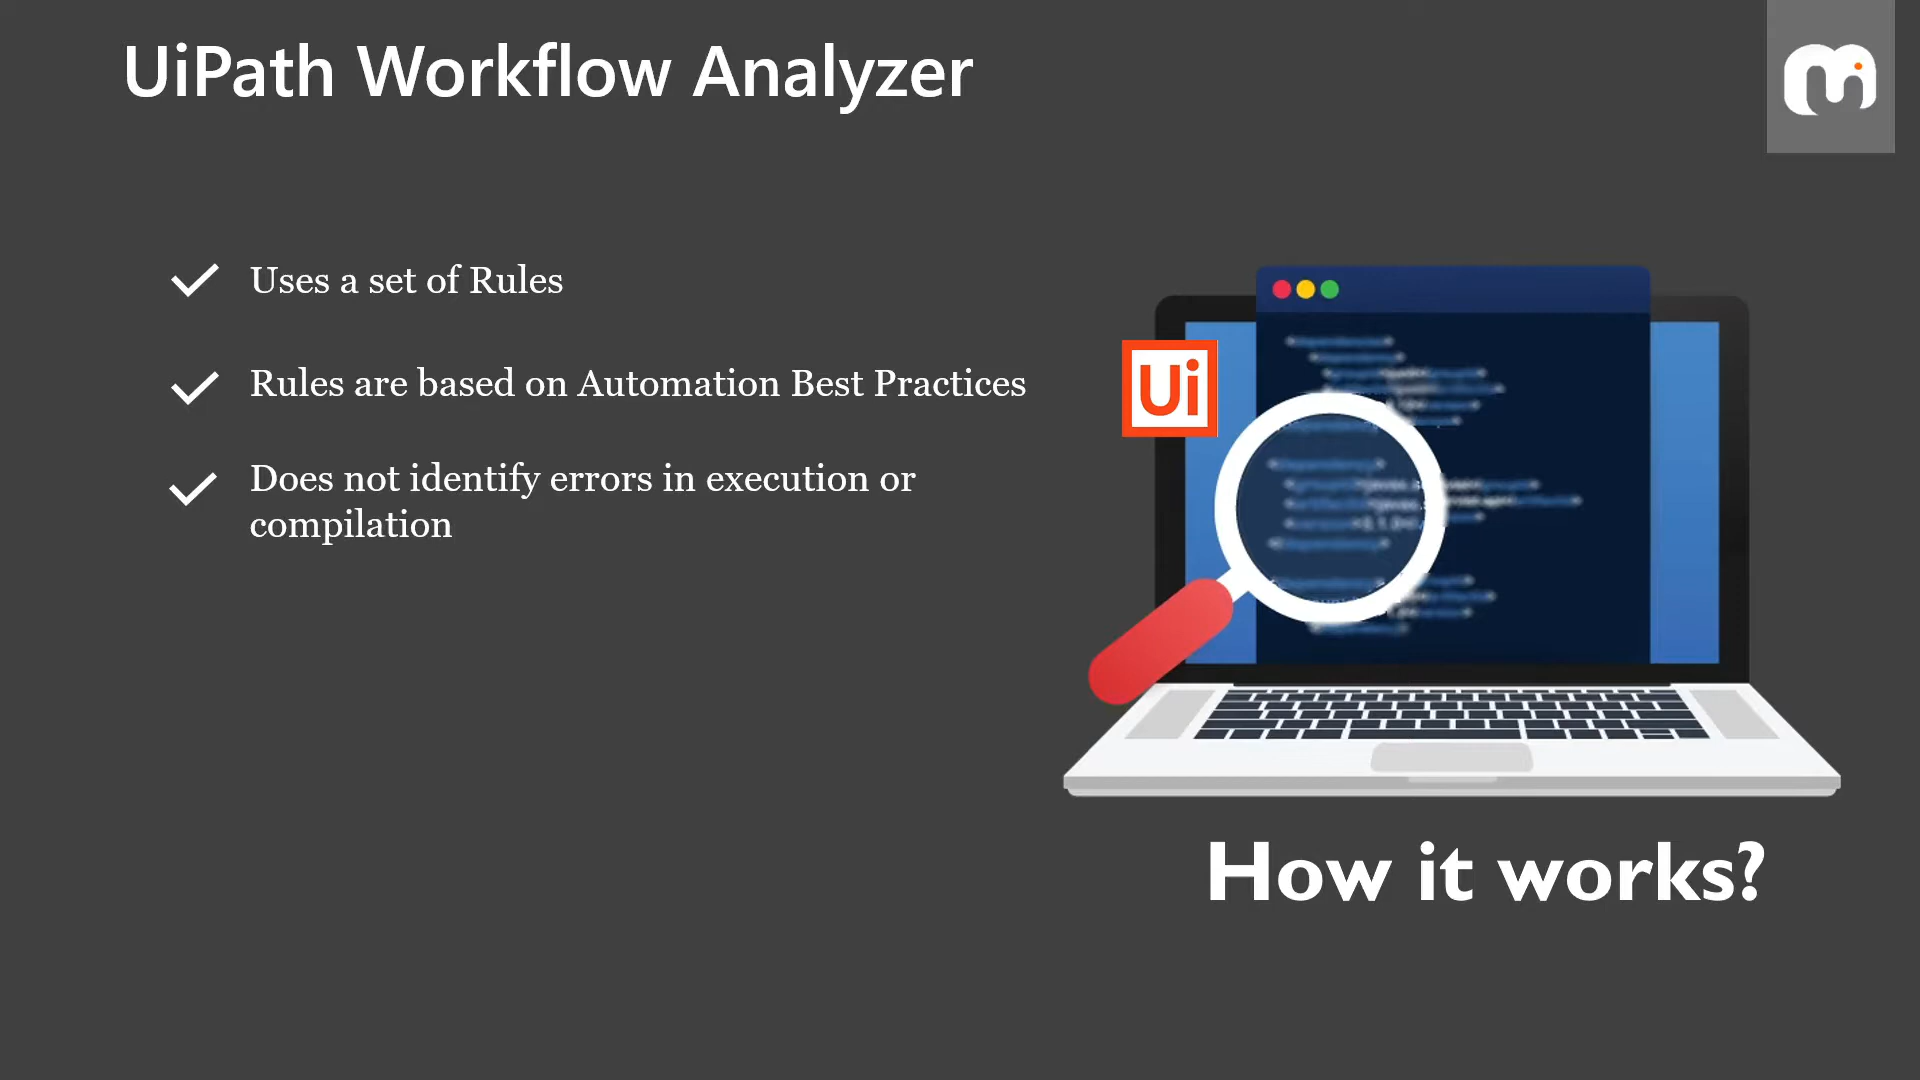 UiPath Workflow Analyzer
Uses a set of Rules
Rules are based on Automation Best Practices
Does not identify errors in execution or
compilation
Ui
How it works?